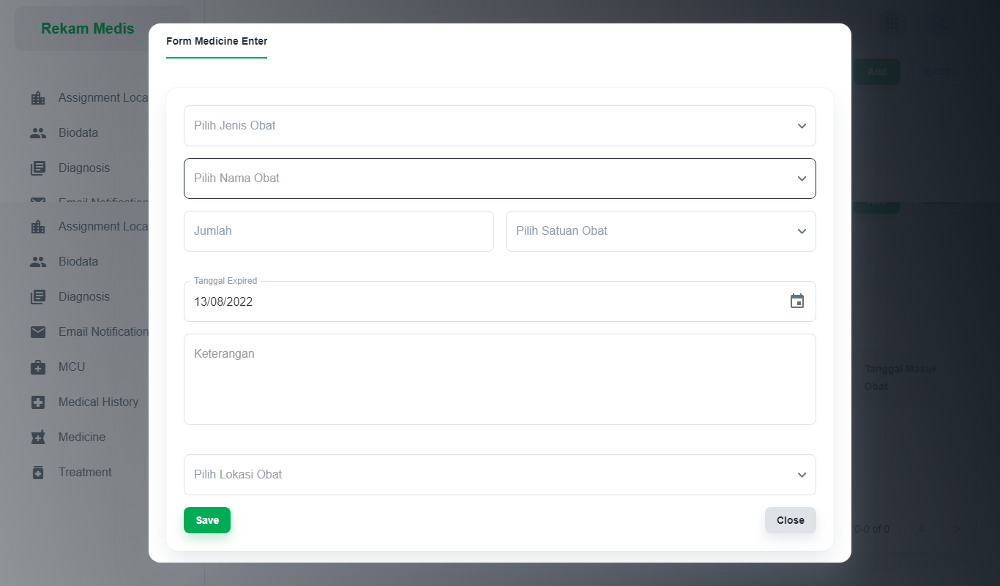 Rekam Medis
Assignment Loca
Biodata
Diagnosis
Email Notification
Assignment Loca
Biodata
Diagnosis
Email Notification
MCU
Medical History
Medicine
Treatment
Form Medicine Enter
Pilih Jenis Obat
Pilih Nama Obat
Jumlah
Pilih Satuan Obat
Tanggal Expired
13/08/2022
Keterangan
Pilih Lokasi Obat
Save
Close
Add
EXCEL
Add
Tanggal Masuk
Obat
0-0 of 0